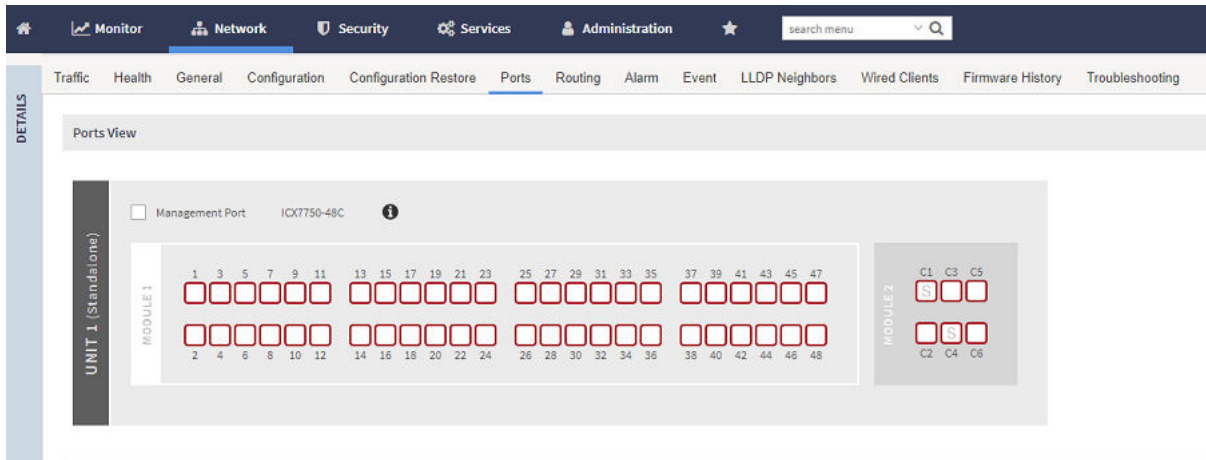 Monitor Network Security Services Administration search menu
DETAILS
Traffic Health General Configuration Configuration Restore Ports Routing Alarm Event LLDP Neighbors Wired Clients Firmware History Troubleshooting
Ports View
UNIT 1 (Standalone)
Management Port ICX7750-48C
MODULE 1
1 3 5 7 9 11 13 15 17 19 21 23 25 27 29 31 33 35 37 39 41 43 45 47
2 4 6 8 10 12 14 16 18 20 22 24 26 28 30 32 34 36 38 40 42 44 46 48
MODULE 2
C1 C3 C5
S
S
C2 C4 C6